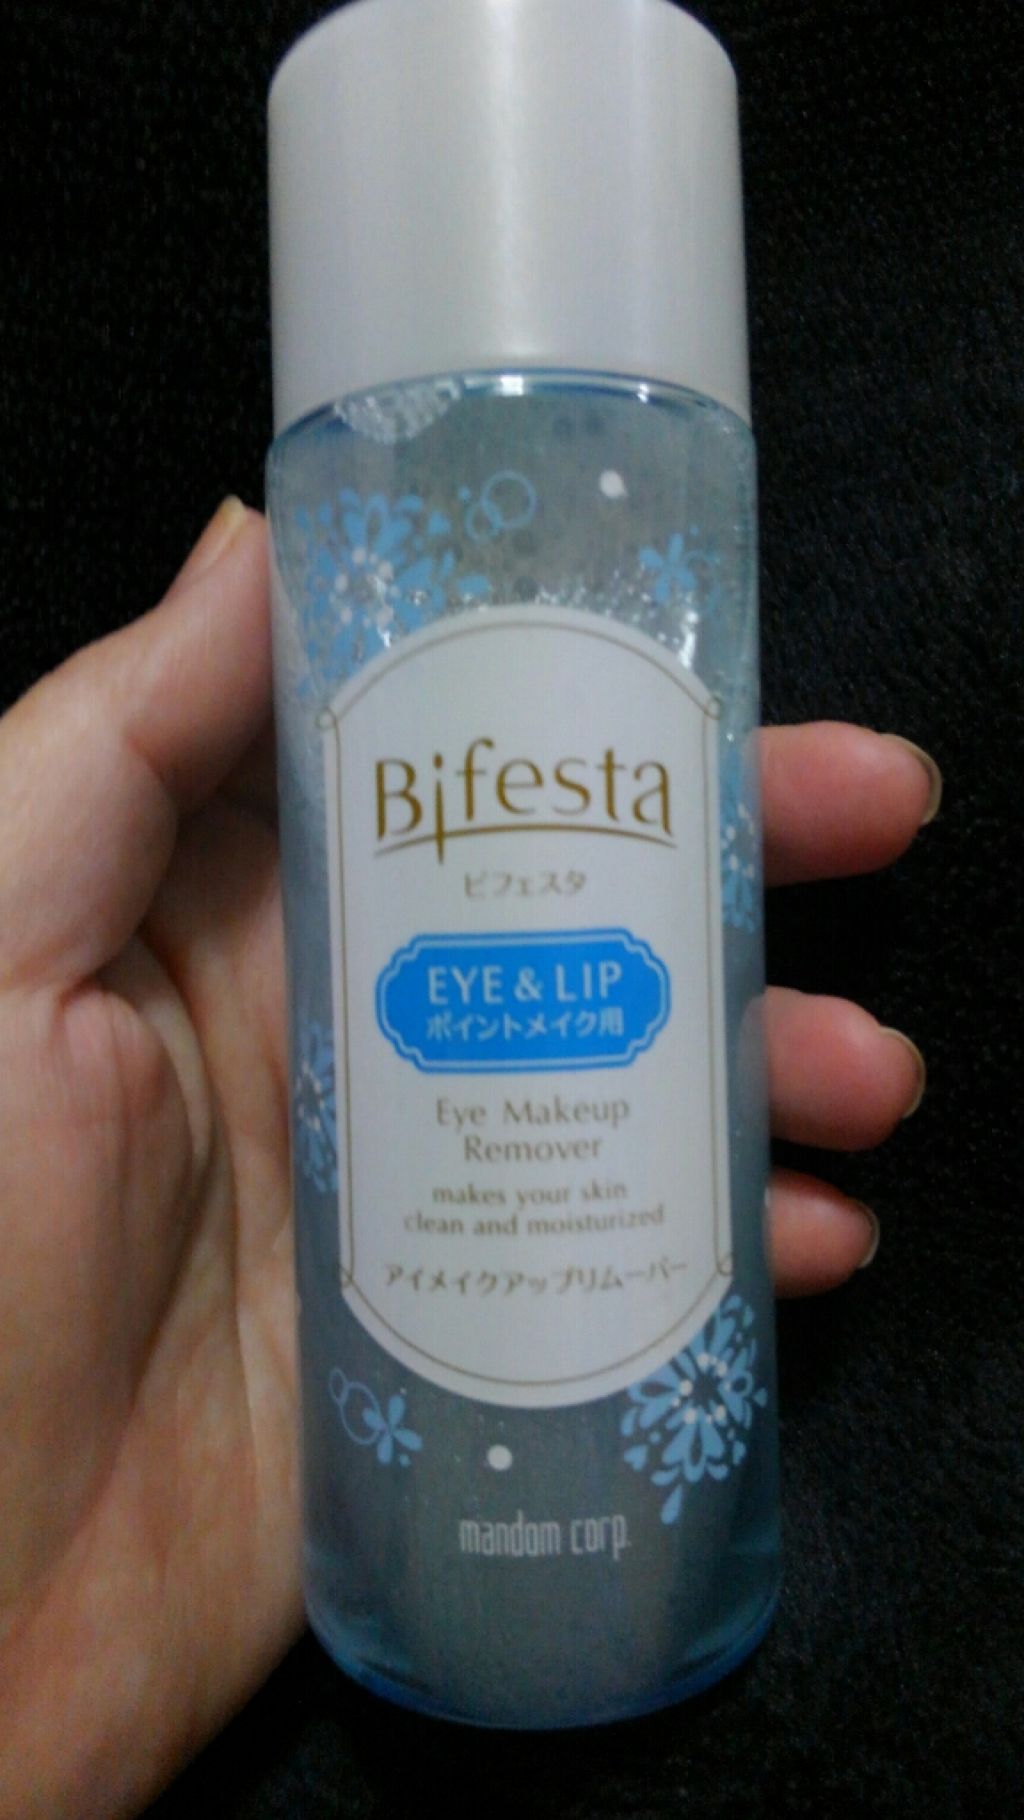 Bifesta
ビフェスタ
EYE & LIP
ポイントメイク用
Eye Makeup
Remover
makes your skin
clean and moisturized
アイメイクアップリムーバー
mandom corp.